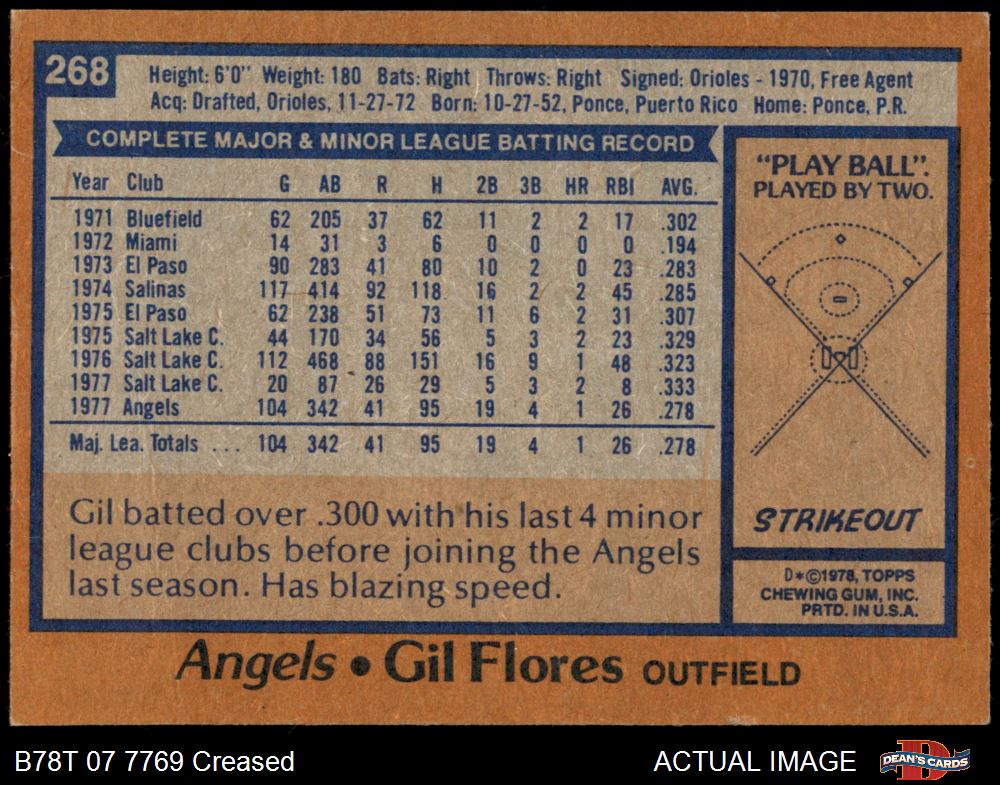 268
Height: 6'0" Weight: 180 Bats: Right Throws: Right Signed: Orioles - 1970, Free Agent
Acq: Drafted, Orioles, 11-27-72 Born: 10-27-52, Ponce, Puerto Rico Home: Ponce, P.R.
COMPLETE MAJOR & MINOR LEAGUE BATTING RECORD
Year Club G AB R H 2B 3B HR RBI AVG.
1971 Bluefield 62 205 37 62 11 2 2 17 .302
1972 Miami 14 31 3 6 0 0 0 0 .194
1973 El Paso 90 283 41 80 10 2 0 23 .283
1974 Salinas 117 414 92 118 16 2 2 45 .285
1975 El Paso 62 238 51 73 11 6 2 31 .307
1975 Salt Lake C. 44 170 34 56 5 3 2 23 .329
1976 Salt Lake C. 112 468 88 151 16 9 1 48 .323
1977 Salt Lake C. 20 87 26 29 5 3 2 8 .333
1977 Angels 104 342 41 95 19 4 1 26 .278
Maj. Lea. Totals ... 104 342 41 95 19 4 1 26 .278
Gil batted over .300 with his last 4 minor
league clubs before joining the Angels
last season. Has blazing speed.
"PLAY BALL".
PLAYED BY TWO.
STRIKEOUT
D*©1978, TOPPS
CHEWING GUM, INC.
PRTD. IN U.S.A.
Angels • Gil Flores OUTFIELD
B78T 07 7769 Creased
ACTUAL IMAGE
D
DEAN'S CARDS